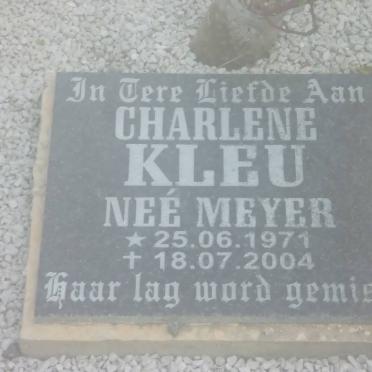 In Tere Liefde Aan
CHARLENE
KLEU
NEÉ MEYER
★ 25.06.1971
✝ 18.07.2004
Haar lag word gemis